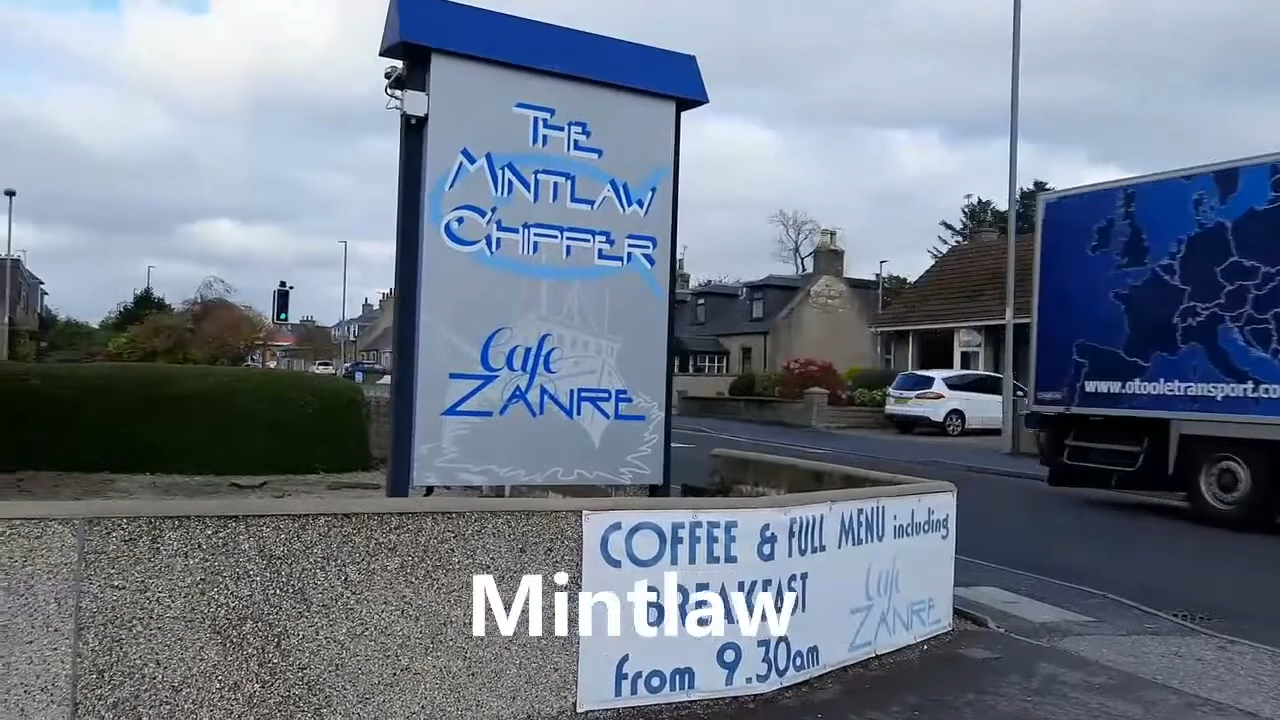 THE
MINTLAW
CHIPPER
Cafe
ZANRE
www.otooletransport.co
COFFEE & FULL MENU including
BREAKFAST
Cafe
ZANRE
from 9.30am
Mintlaw